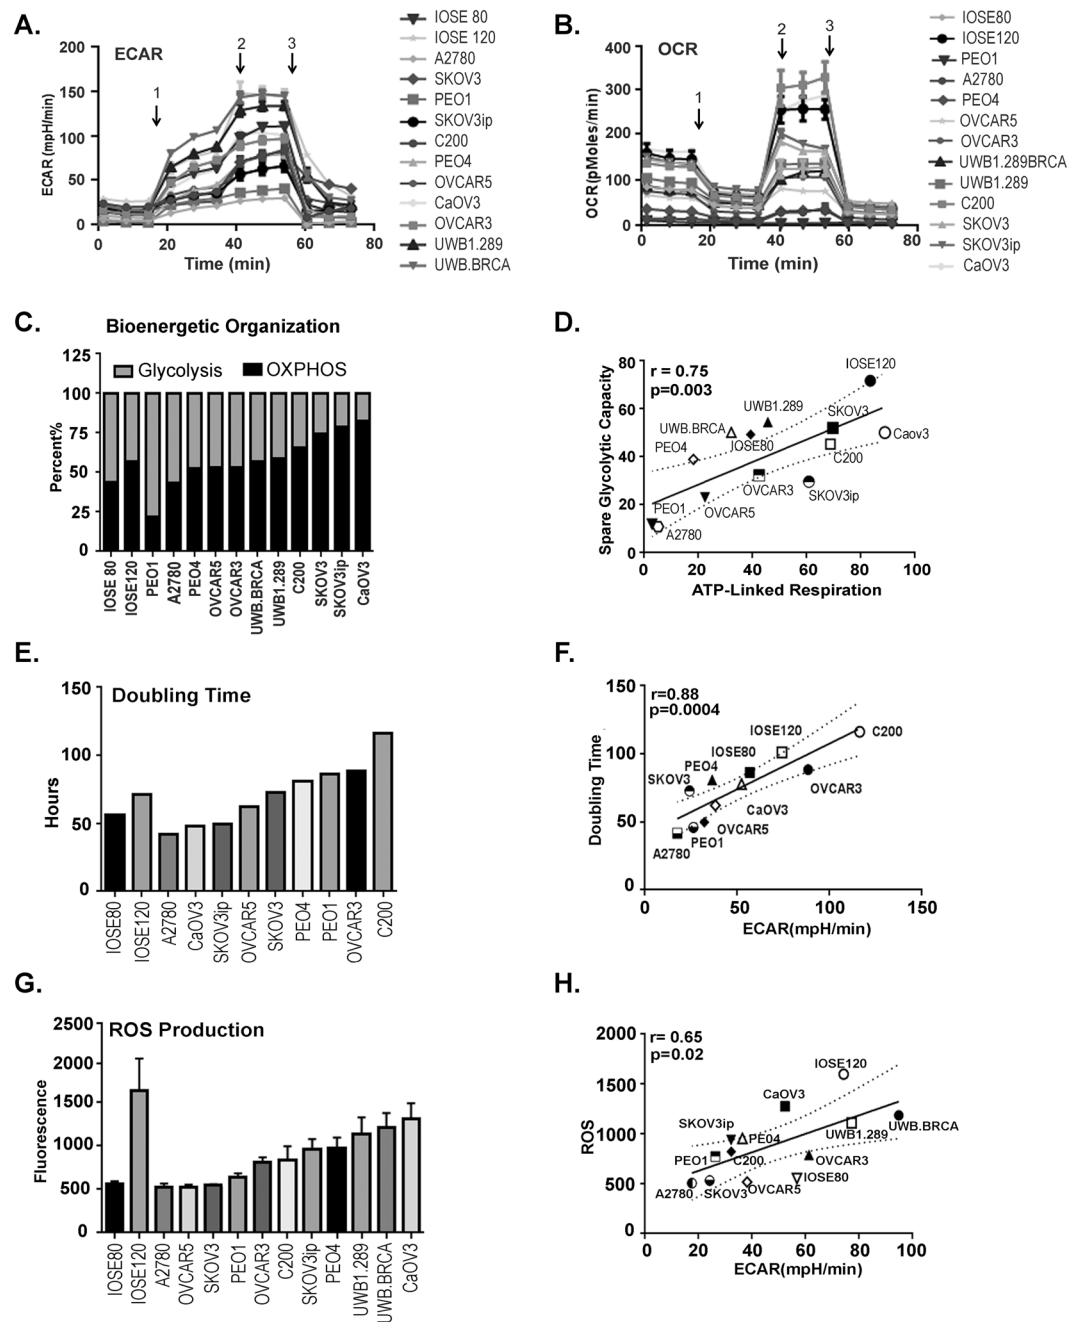 A.
ECAR
1
2
3
ECAR (mpH/min)
200
150
100
50
0
0 20 40 60 80
Time (min)
IOSE 80
IOSE 120
A2780
SKOV3
PEO1
SKOV3ip
C200
PEO4
OVCAR5
CaOV3
OVCAR3
UWB1.289
UWB.BRCA
B.
OCR
1
2
3
OCR(pMoles/min)
400
300
200
100
0
0 20 40 60 80
Time (min)
IOSE80
IOSE120
PEO1
A2780
PEO4
OVCAR5
OVCAR3
UWB1.289BRCA
UWB1.289
C200
SKOV3
SKOV3ip
CaOV3
C.
Bioenergetic Organization
Glycolysis OXPHOS
Percent%
125
100
75
50
25
0
IOSE 80
IOSE120
PEO1
A2780
PEO4
OVCAR5
OVCAR3
UWB.BRCA
UWB1.289
C200
SKOV3
SKOV3ip
CaOV3
D.
r = 0.75
p=0.003
Spare Glycolytic Capacity
80
60
40
20
0
IOSE120
UWB1.289
SKOV3
UWB.BRCA
Caov3
IOSE80
PEO4
C200
OVCAR3
SKOV3ip
PEO1
OVCAR5
A2780
0 20 40 60 80 100
ATP-Linked Respiration
E.
Doubling Time
Hours
150
100
50
0
IOSE80
IOSE120
A2780
CaOV3
SKOV3ip
OVCAR5
SKOV3
PEO4
PEO1
OVCAR3
C200
F.
r=0.88
p=0.0004
Doubling Time
150
100
50
0
IOSE120
C200
IOSE80
PEO4
SKOV3
OVCAR3
CaOV3
OVCAR5
PEO1
A2780
0 50 100 150
ECAR(mpH/min)
G.
ROS Production
Fluorescence
2500
2000
1500
1000
500
0
IOSE80
IOSE120
A2780
OVCAR5
SKOV3
PEO1
OVCAR3
C200
SKOV3ip
PEO4
UWB1.289
UWB.BRCA
CaOV3
H.
r= 0.65
p=0.02
ROS
2000
1500
1000
500
0
IOSE120
CaOV3
SKOV3ip
UWB.BRCA
UWB1.289
PE04
PEO1
C200
OVCAR3
IOSE80
A2780
SKOV3
OVCAR5
0 20 40 60 80 100
ECAR(mpH/min)